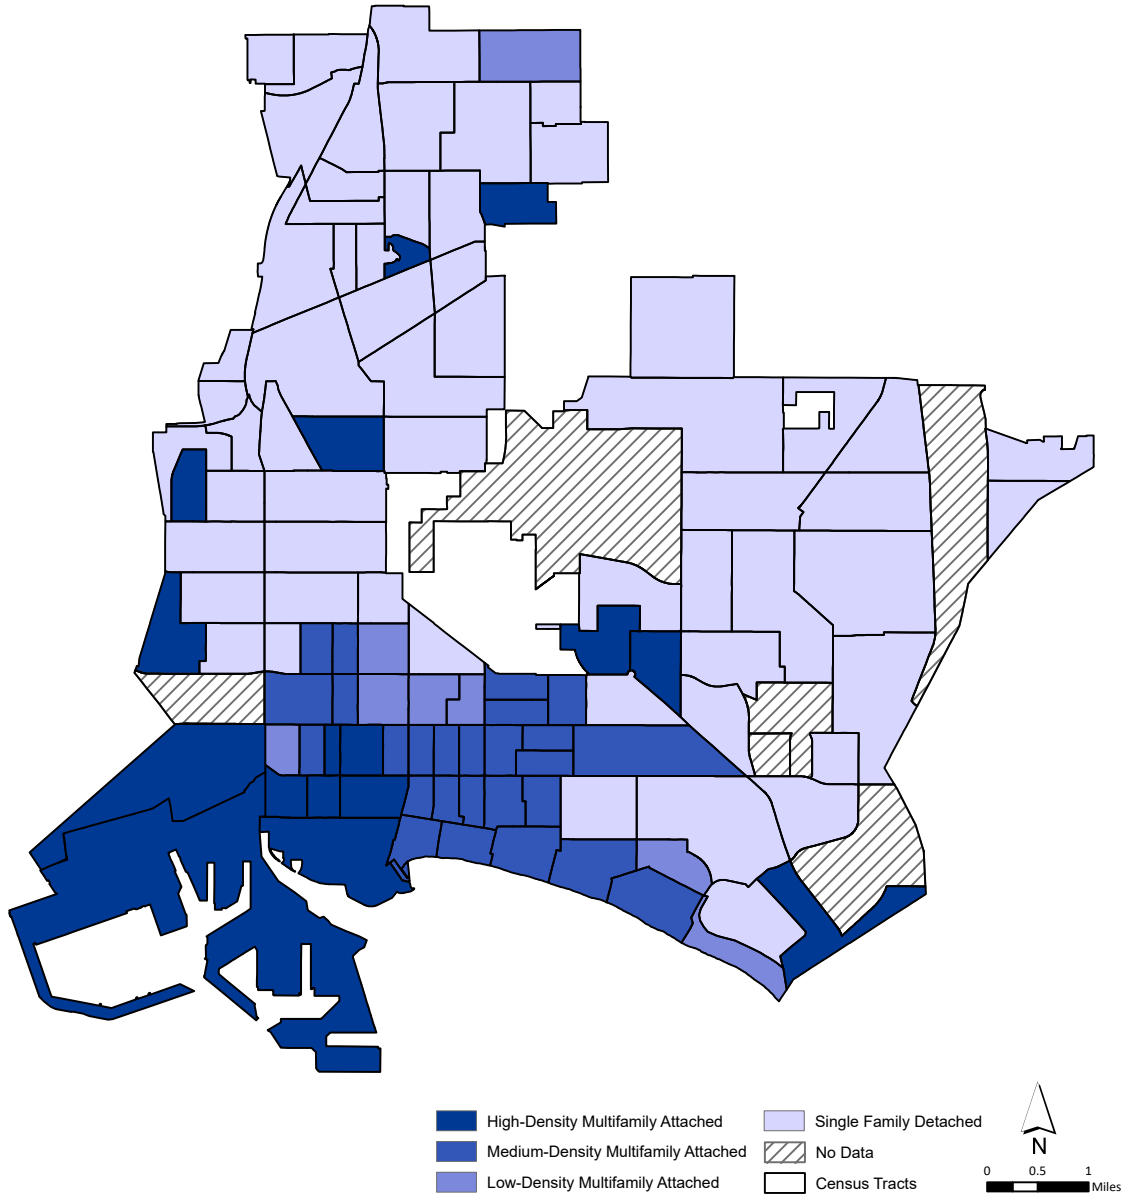 High-Density Multifamily Attached
Medium-Density Multifamily Attached
Low-Density Multifamily Attached
Single Family Detached
No Data
Census Tracts
N
0 0.5 1
Miles